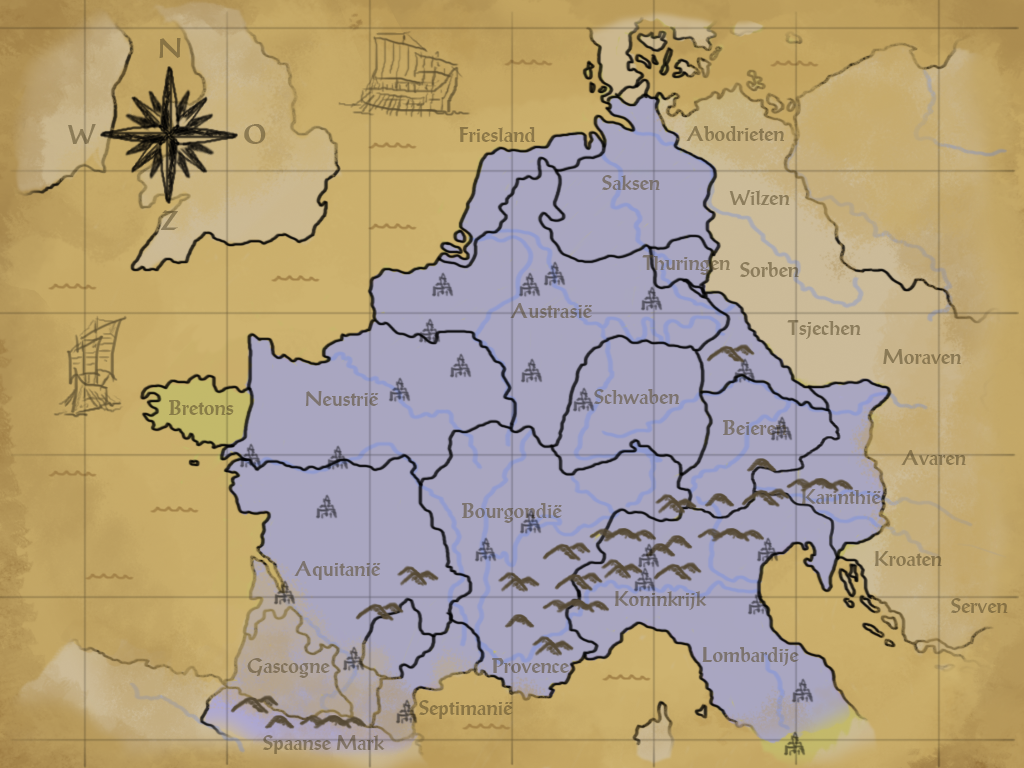 N
W
O
Z
Friesland
Abodrieten
Saksen
Wilzen
Thuringen
Sorben
Austrasië
Tsjechen
Moraven
Neustrië
Schwaben
Bretons
Beieren
Avaren
Karinthië
Bourgondië
Kroaten
Aquitanië
Koninkrijk
Serven
Lombardije
Gascogne
Provence
Septimanië
Spaanse Mark